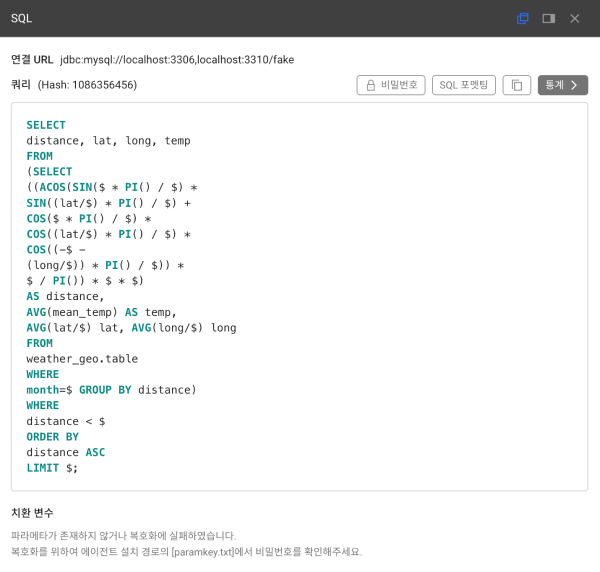 SQL
연결 URL jdbc:mysql://localhost:3306,localhost:3310/fake
쿼리 (Hash: 1086356456) 비밀번호 SQL 포멧팅 통계
SELECT
distance, lat, long, temp
FROM
(SELECT
((ACOS(SIN($ * PI() / $) *
SIN((lat/$) * PI() / $) +
COS($ * PI() / $) *
COS((lat/$) * PI() / $) *
COS((-$ -
(long/$)) * PI() / $)) *
$ / PI()) * $ * $)
AS distance,
AVG(mean_temp) AS temp,
AVG(lat/$) lat, AVG(long/$) long
FROM
weather_geo.table
WHERE
month=$ GROUP BY distance)
WHERE
distance < $
ORDER BY
distance ASC
LIMIT $;
치환 변수
파라메타가 존재하지 않거나 복호화에 실패하였습니다.
복호화를 위하여 에이전트 설치 경로의 [paramkey.txt]에서 비밀번호를 확인해주세요.